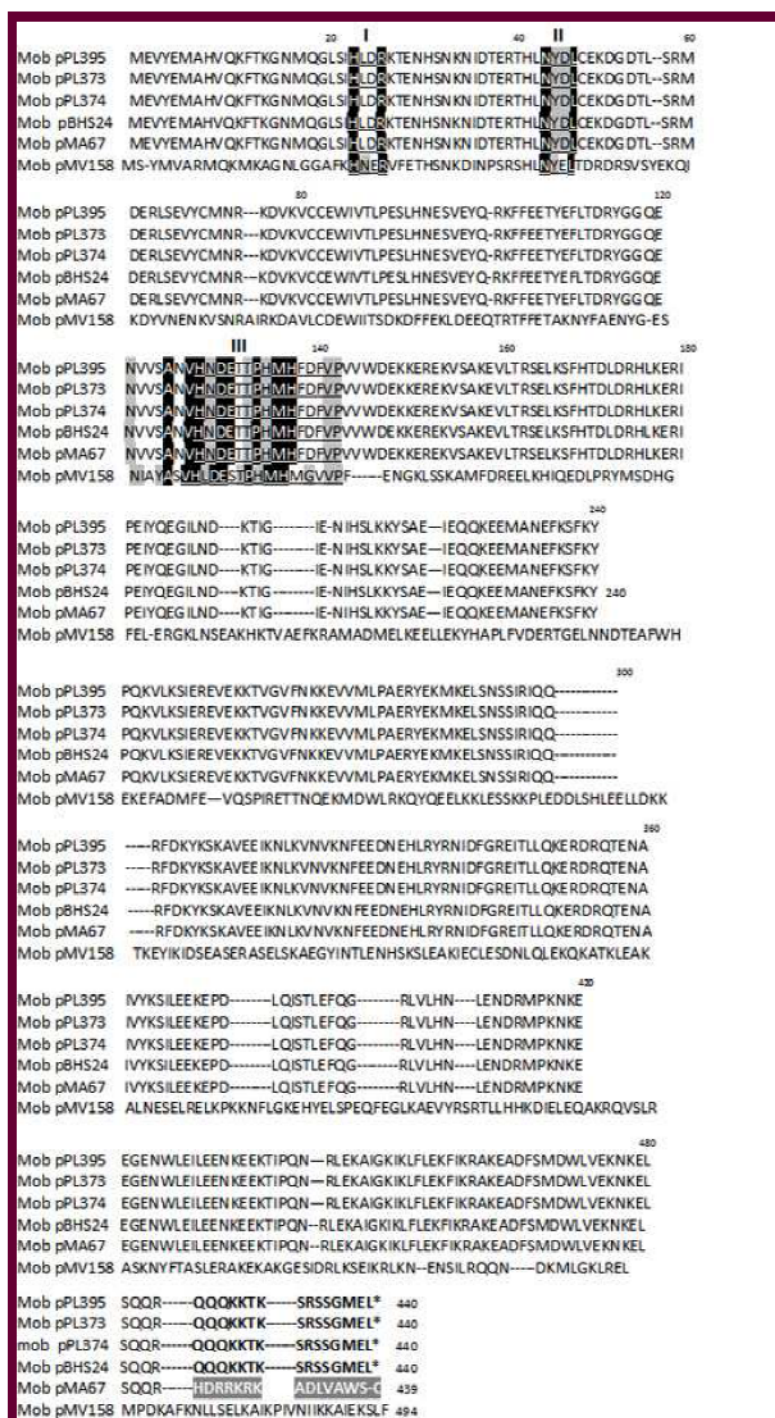 I II
20 40 60
Mob pPL395 MEVYEMAHVQKFTKGNMQGLSIHLDRKTENHSNKNIDTERTHLNYDLCEKDGDTL--SRM
Mob pPL373 MEVYEMAHVQKFTKGNMQGLSIHLDRKTENHSNKNIDTERTHLNYDLCEKDGDTL--SRM
Mob pPL374 MEVYEMAHVQKFTKGNMQGLSIHLDRKTENHSNKNIDTERTHLNYDLCEKDGDTL--SRM
Mob pBHS24 MEVYEMAHVQKFTKGNMQGLSIHLDRKTENHSNKNIDTERTHLNYDLCEKDGDTL--SRM
Mob pMA67 MEVYEMAHVQKFTKGNMQGLSIHLDRKTENHSNKNIDTERTHLNYDLCEKDGDTL--SRM
Mob pMV158 MS-YMVARMQKMKAGNLGGAFKHNERVFETHSNKDINPSRSHLNYELTDRDRSVSYEKQI
80 120
Mob pPL395 DERLSEVYCMNR---KDVKVCCEWIVTLPESLHNESVEYQ-RKFFEETYEFLTDRYGGQE
Mob pPL373 DERLSEVYCMNR---KDVKVCCEWIVTLPESLHNESVEYQ-RKFFEETYEFLTDRYGGQE
Mob pPL374 DERLSEVYCMNR---KDVKVCCEWIVTLPESLHNESVEYQ-RKFFEETYEFLTDRYGGQE
Mob pBHS24 DERLSEVYCMNR---KDVKVCCEWIVTLPESLHNESVEYQ-RKFFEETYEFLTDRYGGQE
Mob pMA67 DERLSEVYCMNR---KDVKVCCEWIVTLPESLHNESVEYQ-RKFFEETYEFLTDRYGGQE
Mob pMV158 KDYVNENKVSNRAIRKDAVLCDEWIITSDKDFFEKLDEEQTRTFFETAKNYFAENYG-ES
III 140 160 180
Mob pPL395 NVVSANVHNDETTPHMHFDFVPVVWDEKKEREKVSAKEVLTRSELKSFHTDLDRHLKERI
Mob pPL373 NVVSANVHNDETTPHMHFDFVPVVWDEKKEREKVSAKEVLTRSELKSFHTDLDRHLKERI
Mob pPL374 NVVSANVHNDETTPHMHFDFVPVVWDEKKEREKVSAKEVLTRSELKSFHTDLDRHLKERI
Mob pBHS24 NVVSANVHNDETTPHMHFDFVPVVWDEKKEREKVSAKEVLTRSELKSFHTDLDRHLKERI
Mob pMA67 NVVSANVHNDETTPHMHFDFVPVVWDEKKEREKVSAKEVLTRSELKSFHTDLDRHLKERI
Mob pMV158 NIAYASVHLDESTPHMHMGVVPF-----ENGKLSSKAMFDREELKHIQEDLPRYMSDHG
240
Mob pPL395 PEIYQEGILND----KTIG--------IE-NIHSLKKYSAE—IEQQKEEMANEFKSFKY
Mob pPL373 PEIYQEGILND----KTIG--------IE-NIHSLKKYSAE—IEQQKEEMANEFKSFKY
Mob pPL374 PEIYQEGILND----KTIG--------IE-NIHSLKKYSAE—IEQQKEEMANEFKSFKY
Mob pBHS24 PEIYQEGILND----KTIG--------IE-NIHSLKKYSAE—IEQQKEEMANEFKSFKY 240
Mob pMA67 PEIYQEGILND----KTIG--------IE-NIHSLKKYSAE—IEQQKEEMANEFKSFKY
Mob pMV158 FEL-ERGKLNSEAKHKTVAEFKRAMADMELKEELLEKYHAPLFVDERTGELNNDTEAFWH
300
Mob pPL395 PQKVLKSIEREVEKKTVGVFNKKEVVMLPAERYEKMKELSNSSIRIQQ------------
Mob pPL373 PQKVLKSIEREVEKKTVGVFNKKEVVMLPAERYEKMKELSNSSIRIQQ------------
Mob pPL374 PQKVLKSIEREVEKKTVGVFNKKEVVMLPAERYEKMKELSNSSIRIQQ------------
Mob pBHS24 PQKVLKSIEREVEKKTVGVFNKKEVVMLPAERYEKMKELSNSSIRIQQ------------
Mob pMA67 PQKVLKSIEREVEKKTVGVFNKKEVVMLPAERYEKMKELSNSSIRIQQ------------
Mob pMV158 EKEFADMFE—VQSPIRETTNQEKMDWLRKQYQEELKKLESSKKPLEDDLSHLEELLDKK
360
Mob pPL395 -----RFDKYKSKAVEEIKNLKVNVKNFEEDNEHLRYRNIDFGREITLLQKERDRQTENA
Mob pPL373 -----RFDKYKSKAVEEIKNLKVNVKNFEEDNEHLRYRNIDFGREITLLQKERDRQTENA
Mob pPL374 -----RFDKYKSKAVEEIKNLKVNVKNFEEDNEHLRYRNIDFGREITLLQKERDRQTENA
Mob pBHS24 -----RFDKYKSKAVEEIKNLKVNVKNFEEDNEHLRYRNIDFGREITLLQKERDRQTENA
Mob pMA67 -----RFDKYKSKAVEEIKNLKVNVKNFEEDNEHLRYRNIDFGREITLLQKERDRQTENA
Mob pMV158 TKEYIKIDSEASERASELSKAEGYINTLENHSKSLEAKIECLESDNLQLEKQKATKLEAK
420
Mob pPL395 IVYKSILEEKEPD-------LQISTLEFQG--------RLVLHN----LENDRMPKNKE
Mob pPL373 IVYKSILEEKEPD-------LQISTLEFQG--------RLVLHN----LENDRMPKNKE
Mob pPL374 IVYKSILEEKEPD-------LQISTLEFQG--------RLVLHN----LENDRMPKNKE
Mob pBHS24 IVYKSILEEKEPD-------LQISTLEFQG--------RLVLHN----LENDRMPKNKE
Mob pMA67 IVYKSILEEKEPD-------LQISTLEFQG--------RLVLHN----LENDRMPKNKE
Mob pMV158 ALNESELRELKPKKNFLGKEHYELSPEQFEGLKAEVYRSRTLLHHKDIELEQAKRQVSLR
480
Mob pPL395 EGENWLEILEENKEEKTIPQN—RLEKAIGKIKLFLEKFIKRAKEADFSMDWLVEKNKEL
Mob pPL373 EGENWLEILEENKEEKTIPQN—RLEKAIGKIKLFLEKFIKRAKEADFSMDWLVEKNKEL
Mob pPL374 EGENWLEILEENKEEKTIPQN—RLEKAIGKIKLFLEKFIKRAKEADFSMDWLVEKNKEL
Mob pBHS24 EGENWLEILEENKEEKTIPQN--RLEKAIGKIKLFLEKFIKRAKEADFSMDWLVEKNKEL
Mob pMA67 EGENWLEILEENKEEKTIPQN--RLEKAIGKIKLFLEKFIKRAKEADFSMDWLVEKNKEL
Mob pMV158 ASKNYFTASLERAKEKAKGESIDRLKSEIKRLKN--ENSILRQQN----DKMLGKLREL
Mob pPL395 SQQR-----QQQKKTK-----SRSSGMEL* 440
Mob pPL373 SQQR-----QQQKKTK-----SRSSGMEL* 440
mob pPL374 SQQR-----QQQKKTK-----SRSSGMEL* 440
Mob pBHS24 SQQR-----QQQKKTK-----SRSSGMEL* 440
Mob pMA67 SQQR-----HDRRKRK ADLVAWS-C 439
Mob pMV158 MPDKAFKNLLSELKAIKPIVNIIKKAIEKSLF 494